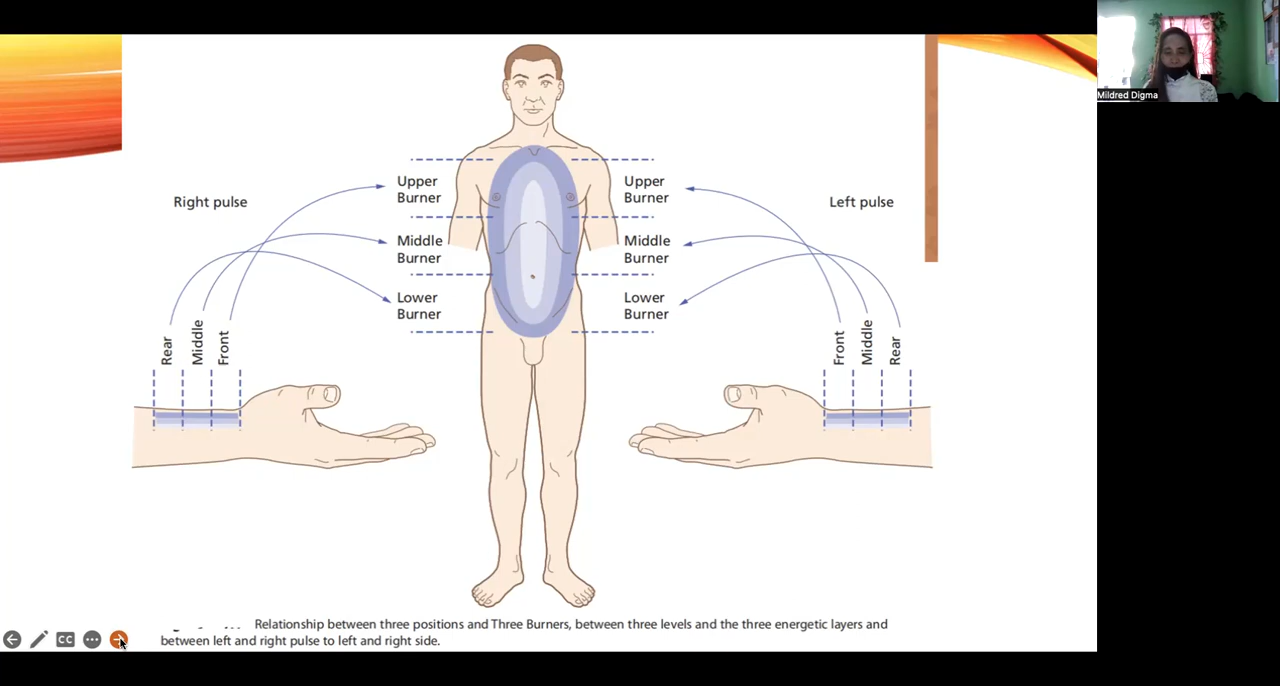 Mildred Digma
Right pulse
Left pulse
Upper
Burner
Middle
Burner
Lower
Burner
Upper
Burner
Middle
Burner
Lower
Burner
Rear
Middle
Front
Front
Middle
Rear
CC
Relationship between three positions and Three Burners, between three levels and the three energetic layers and
between left and right pulse to left and right side.